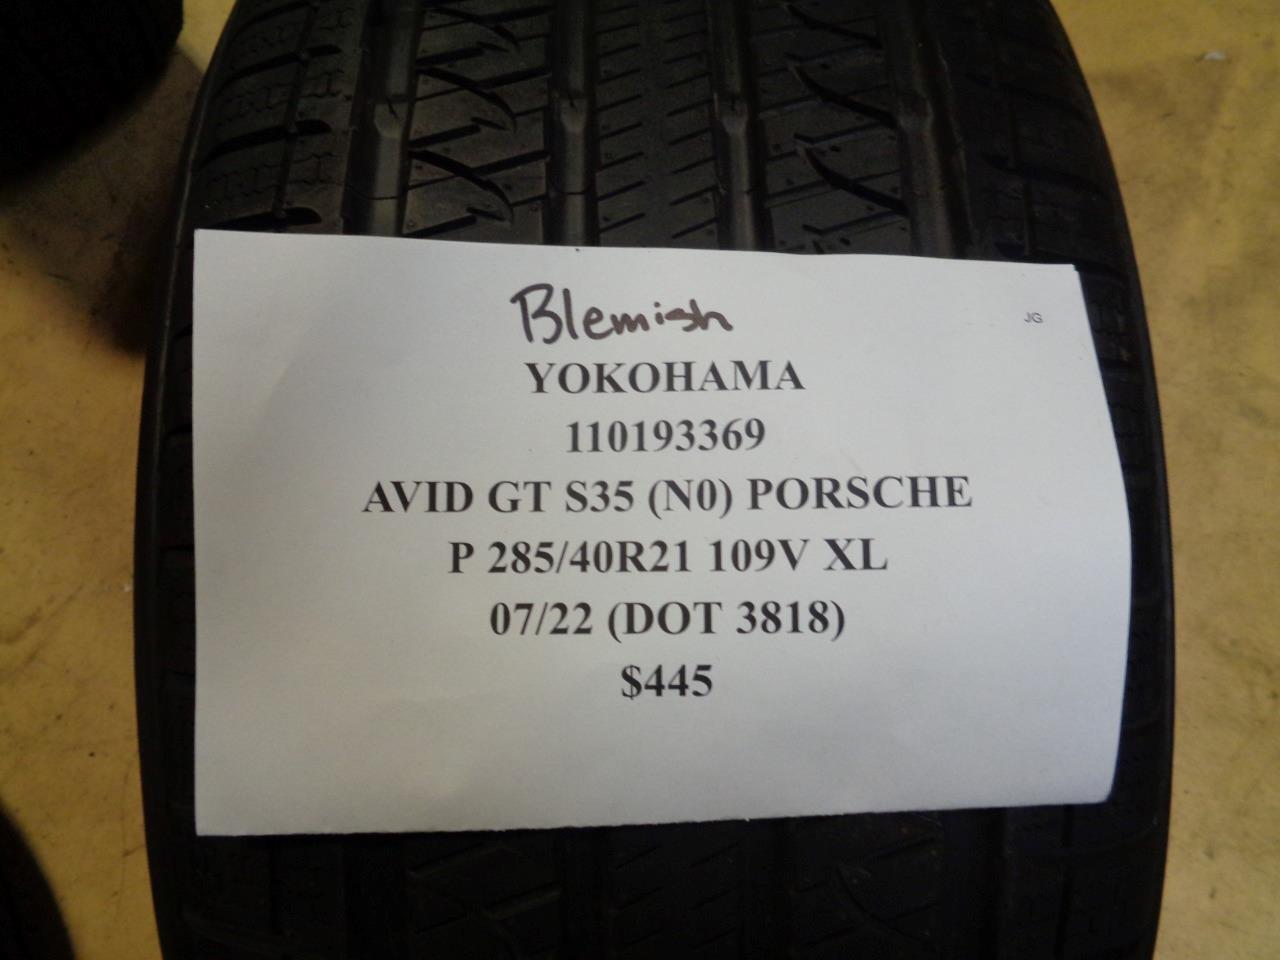 Blemish
JG
YOKOHAMA
110193369
AVID GT S35 (N0) PORSCHE
P 285/40R21 109V XL
07/22 (DOT 3818)
$445